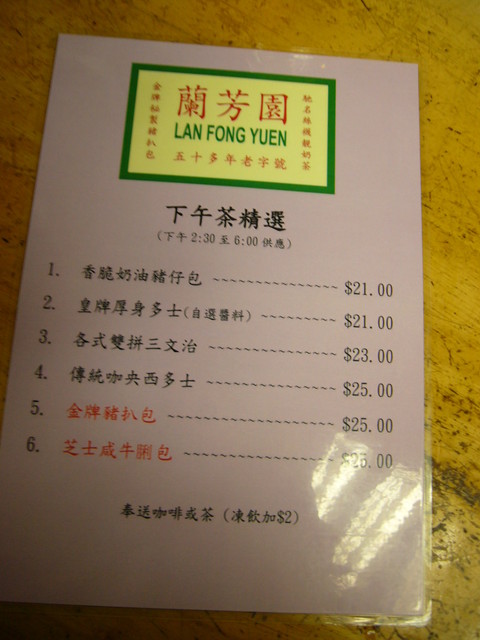 蘭芳園
LAN FONG YUEN
五十多年老字號
金牌秘製豬扒包
馳名絲襪靚奶茶
下午茶精選
(下午 2:30 至 6:00 供應)
1. 香脆奶油豬仔包 ~~~~~~~~~~~~~~~ $21.00
2. 皇牌厚身多士(自選醬料) ~~~~~~~~~ $21.00
3. 各式雙拼三文治 ~~~~~~~~~~~~~~~ $23.00
4. 傳統咖央西多士 ~~~~~~~~~~~~~~~ $25.00
5. 金牌豬扒包 ~~~~~~~~~~~~~~~~~~~ $25.00
6. 芝士咸牛脷包 ~~~~~~~~~~~~~~~~~ $25.00
奉送咖啡或茶 (凍飲加$2)